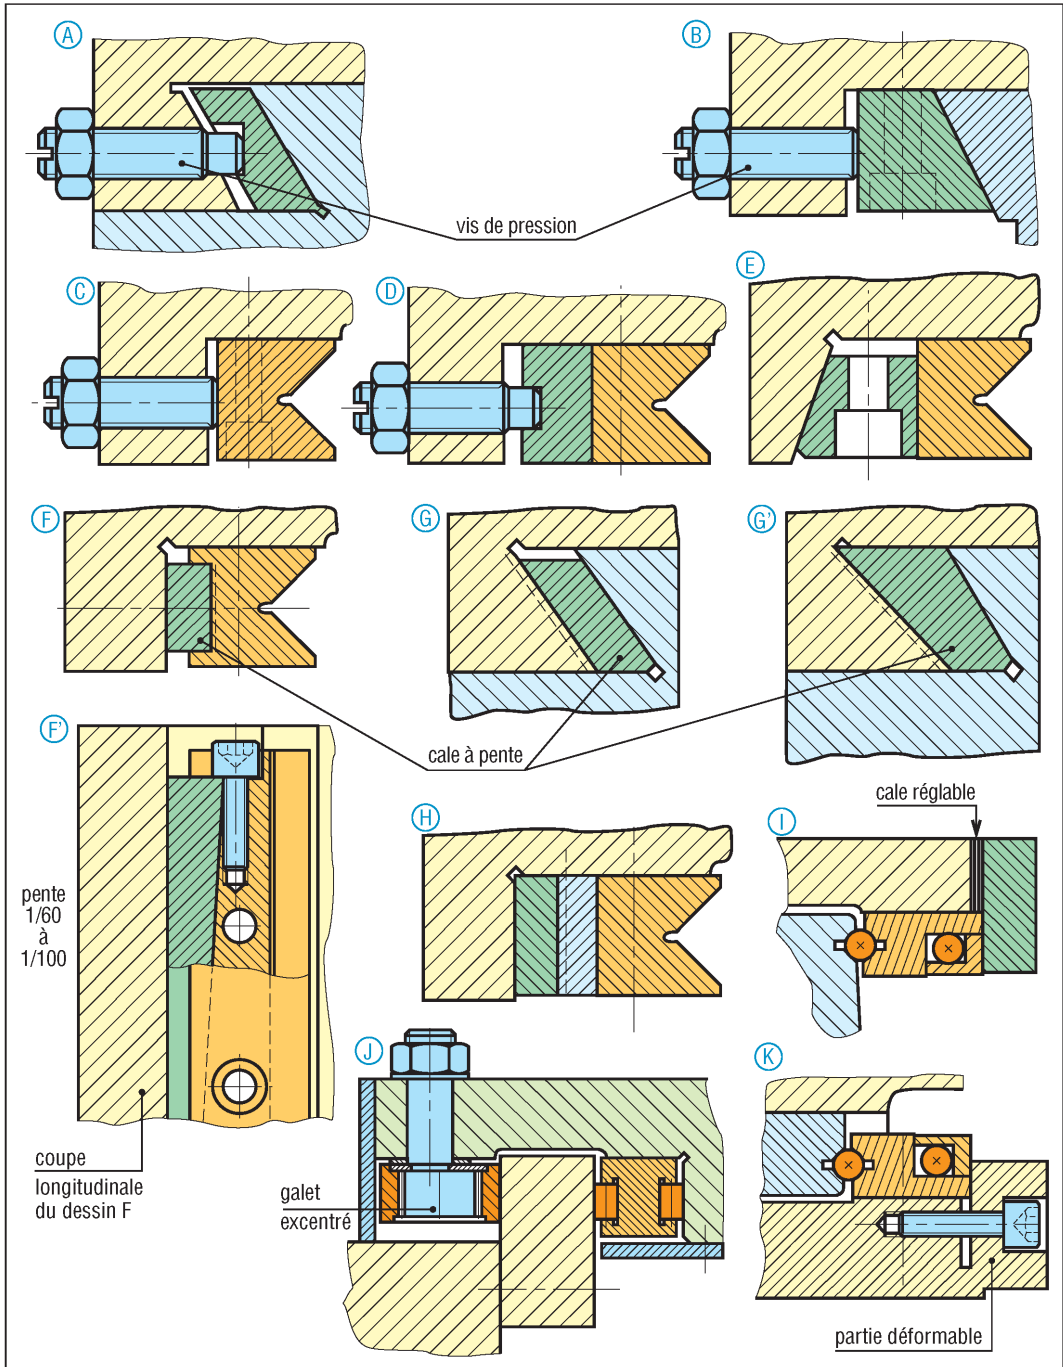 A
B
vis de pression
C
D
E
F
G
G'
cale à pente
F'
H
cale réglable
I
pente
1/60
à
1/100
J
K
coupe
longitudinale
du dessin F
galet
excentré
partie déformable